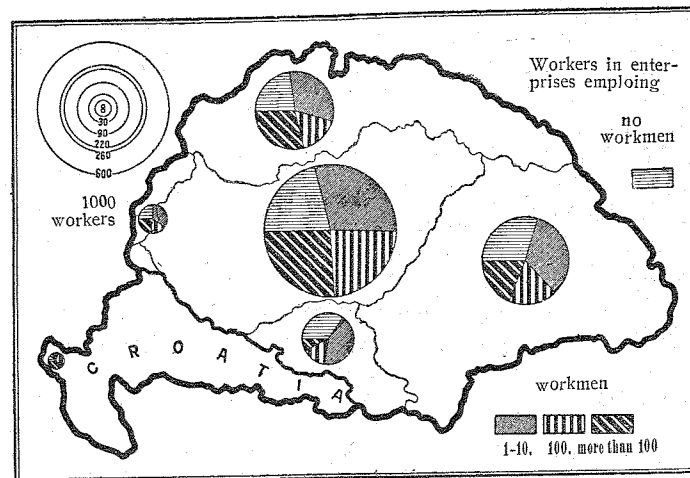 Workers in enter-
prises emploing
no
workmen
8
30
90
220
260
600
1000
workers
CROATIA
workmen
1-10, 100, more than 100